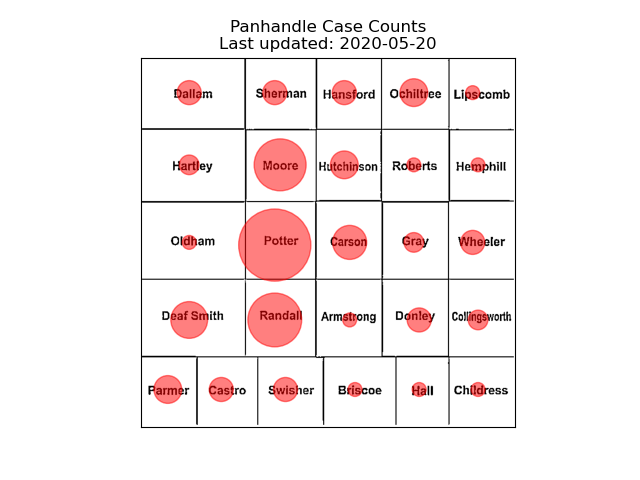 Panhandle Case Counts
Last updated: 2020-05-20
Dallam Sherman Hansford Ochiltree Lipscomb
Hartley Moore Hutchinson Roberts Hemphill
Oldham Potter Carson Gray Wheeler
Deaf Smith Randall Armstrong Donley Collingsworth
Parmer Castro Swisher Briscoe Hall Childress